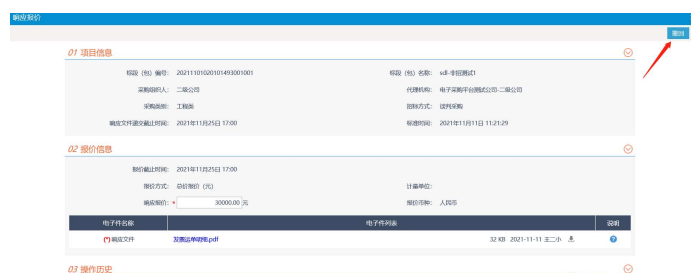 响应报价
撤回
01 项目信息
标段（包）编号： 20211101020101493001001 标段（包）名称： sdl-非招测试1
采购组织人： 二级公司 代理机构： 电子采购平台测试公司-二级公司
采购类别： 工程类 招标方式： 谈判采购
响应文件递交截止时间： 2021年11月25日 17:00 标准时间： 2021年11月11日 11:21:29
02 报价信息
报价截止时间： 2021年11月25日 17:00
报价方式： 总价报价（元） 计量单位：
响应报价： * 30000.00 元 报价币种： 人民币
电子件名称 电子件列表 说明
(*)响应文件 发票运单明细.pdf 32 KB 2021-11-11 王二小
03 操作历史